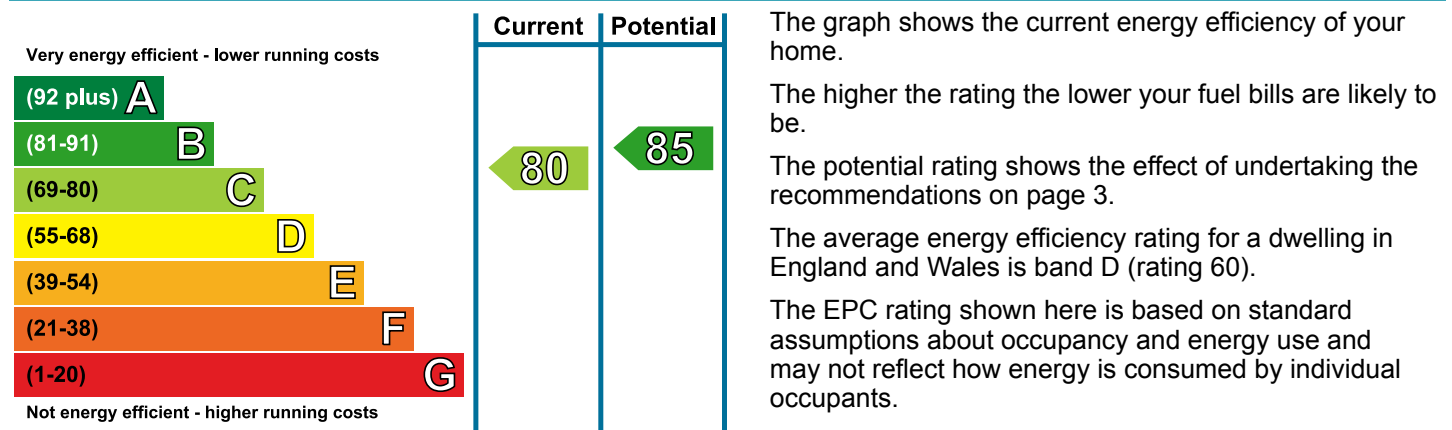 Current Potential
Very energy efficient - lower running costs
(92 plus) A
(81-91) B
(69-80) C
(55-68) D
(39-54) E
(21-38) F
(1-20) G
Not energy efficient - higher running costs
80
85
The graph shows the current energy efficiency of your
home.
The higher the rating the lower your fuel bills are likely to
be.
The potential rating shows the effect of undertaking the
recommendations on page 3.
The average energy efficiency rating for a dwelling in
England and Wales is band D (rating 60).
The EPC rating shown here is based on standard
assumptions about occupancy and energy use and
may not reflect how energy is consumed by individual
occupants.